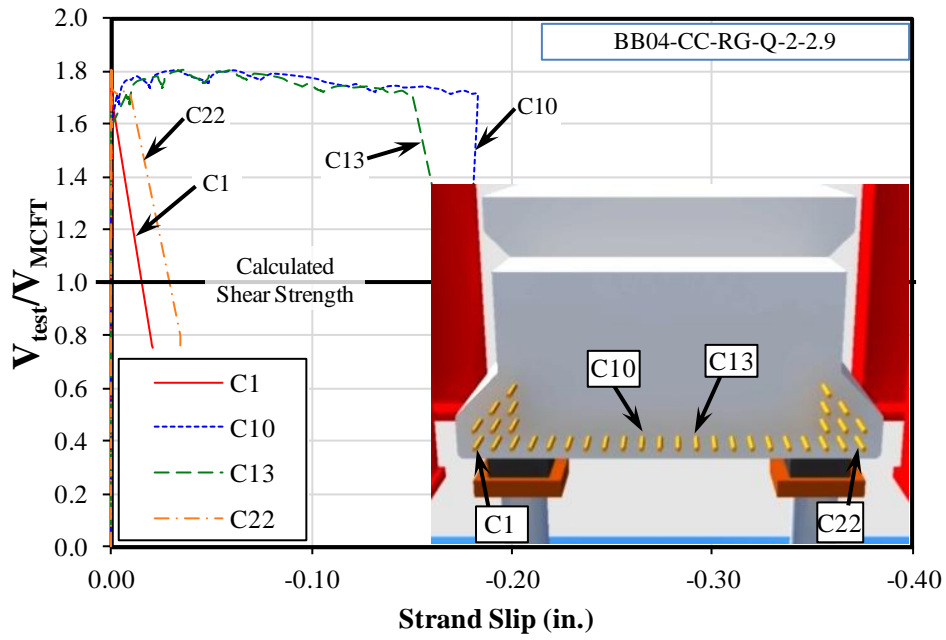 2.0
1.8
1.6
1.4
1.2
1.0
0.8
0.6
0.4
0.2
0.0
V_test/V_MCFT
BB04-CC-RG-Q-2-2.9
C22
C1
C13
C10
Calculated
Shear Strength
C1
C10
C13
C22
C10
C13
C1
C22
0.00
-0.10
-0.20
-0.30
-0.40
Strand Slip (in.)